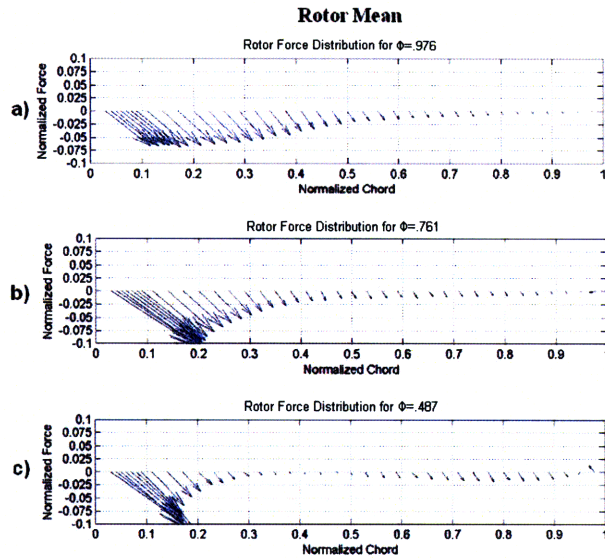 Rotor Mean
Rotor Force Distribution for Φ=.976
a)
Normalized Force
0.1
0.075
0.05
0.025
0
-0.025
-0.05
-0.075
-0.1
0 0.1 0.2 0.3 0.4 0.5 0.6 0.7 0.8 0.9 1
Normalized Chord
Rotor Force Distribution for Φ=.761
b)
Normalized Force
0.1
0.075
0.05
0.025
0
-0.025
-0.05
-0.075
-0.1
0 0.1 0.2 0.3 0.4 0.5 0.6 0.7 0.8 0.9 1
Normalized Chord
Rotor Force Distribution for Φ=.487
c)
Normalized Force
0.1
0.075
0.05
0.025
0
-0.025
-0.05
-0.075
-0.1
0 0.1 0.2 0.3 0.4 0.5 0.6 0.7 0.8 0.9 1
Normalized Chord